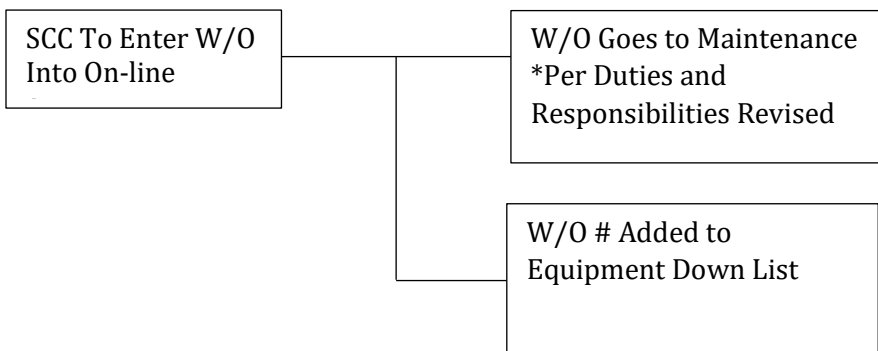 SCC To Enter W/O
Into On-line
W/O Goes to Maintenance
*Per Duties and
Responsibilities Revised
W/O # Added to
Equipment Down List